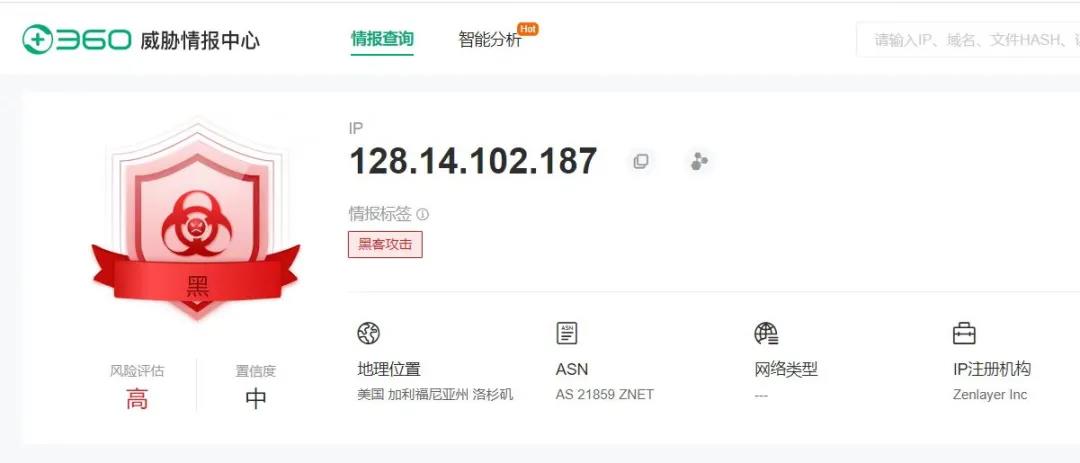 360 威胁情报中心
情报查询
智能分析
Hot
请输入IP、域名、文件HASH、
IP
128.14.102.187
情报标签
黑客攻击
黑
风险评估
高
置信度
中
地理位置
美国 加利福尼亚州 洛杉矶
ASN
ASN
AS 21859 ZNET
网络类型
---
IP注册机构
Zenlayer Inc